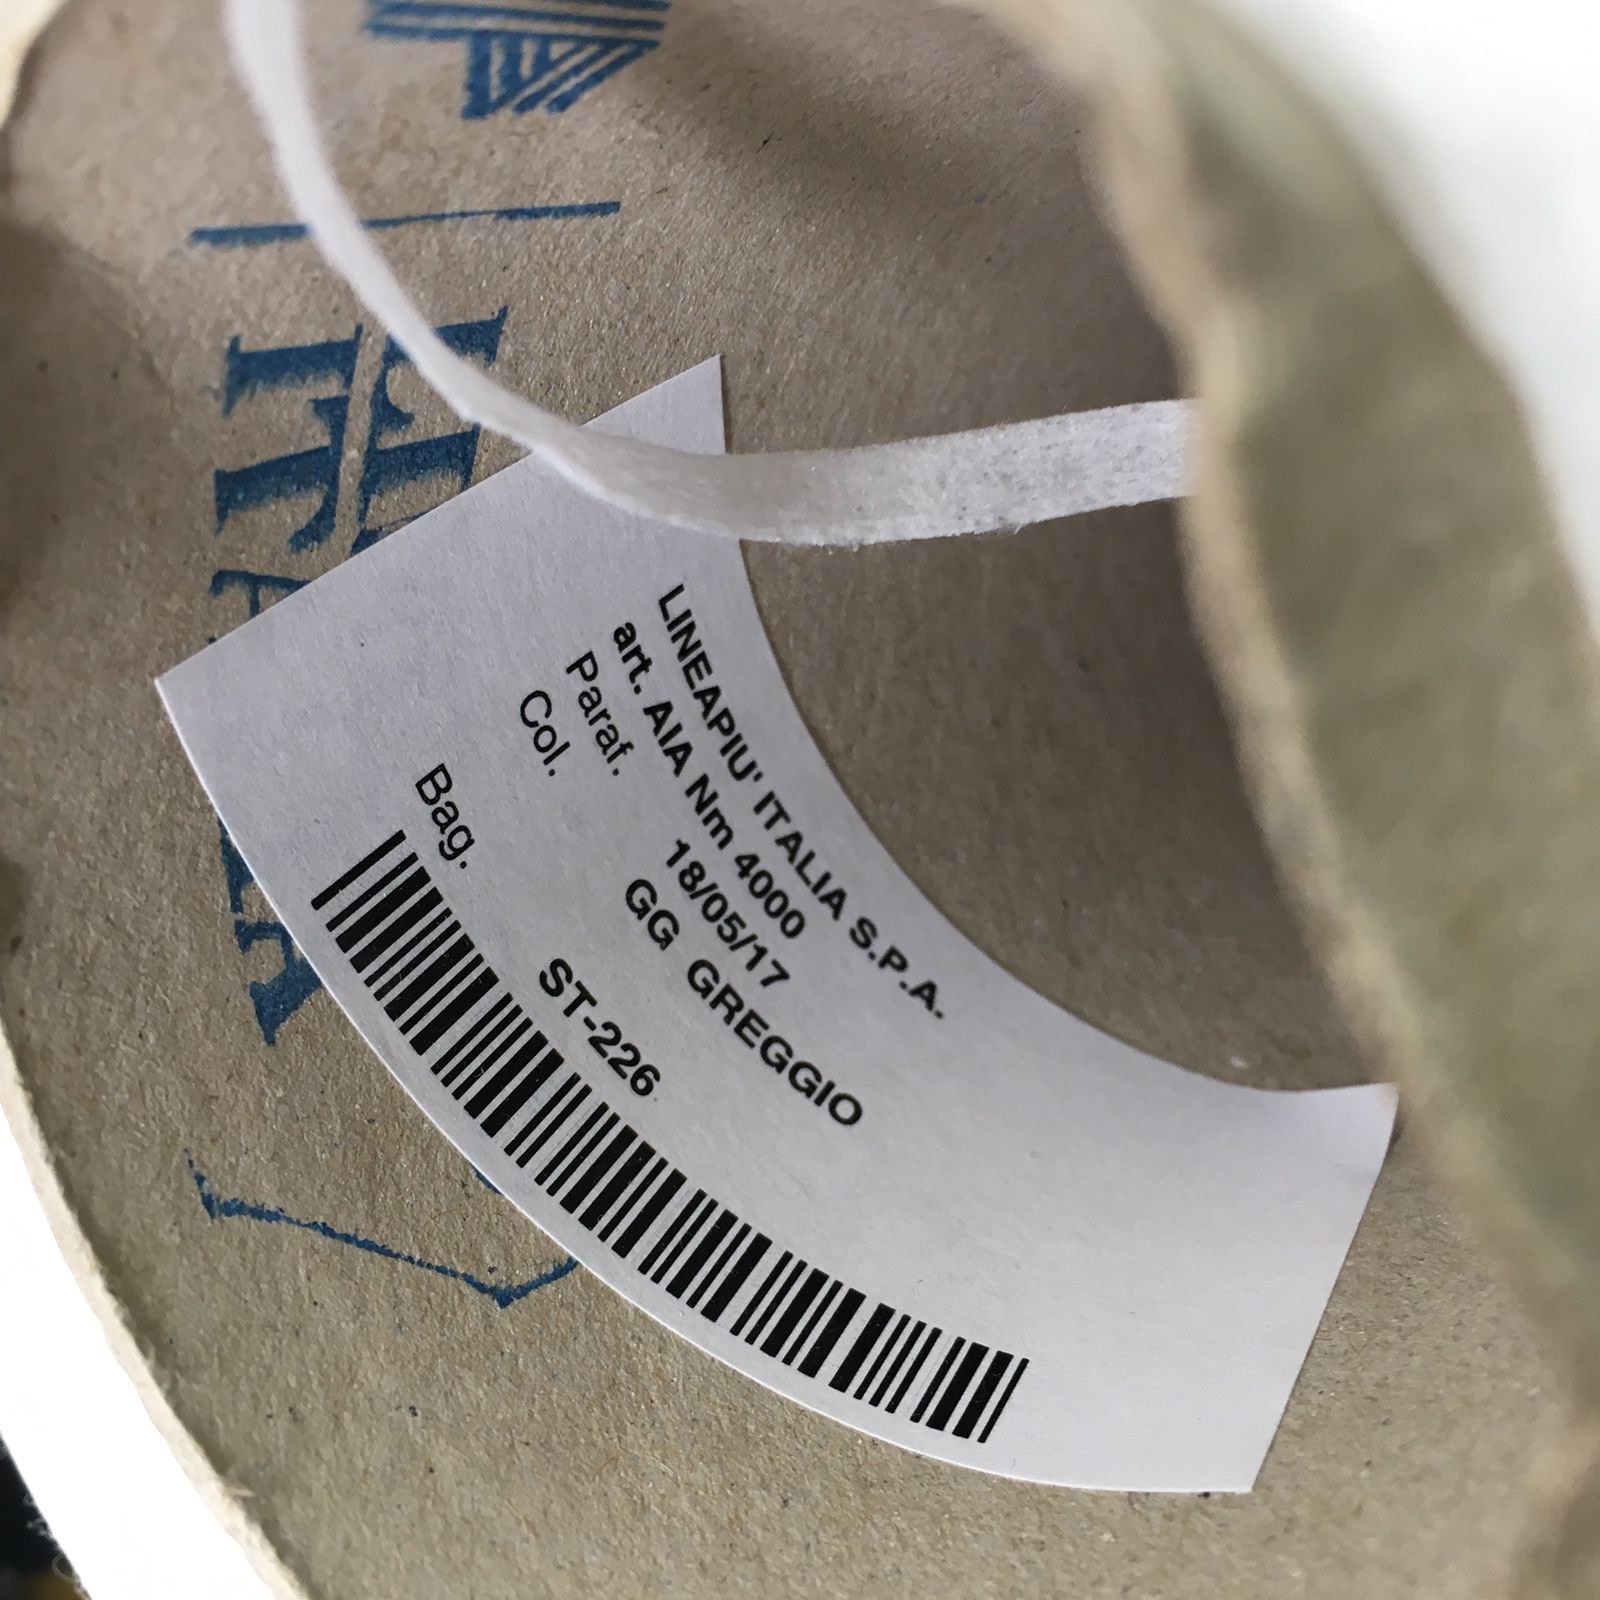 LINEAPIU' ITALIA S.P.A.
art. AIA Nm 4000
Paraf. 18/05/17
Col. GG GREGGIO
Bag. ST-226